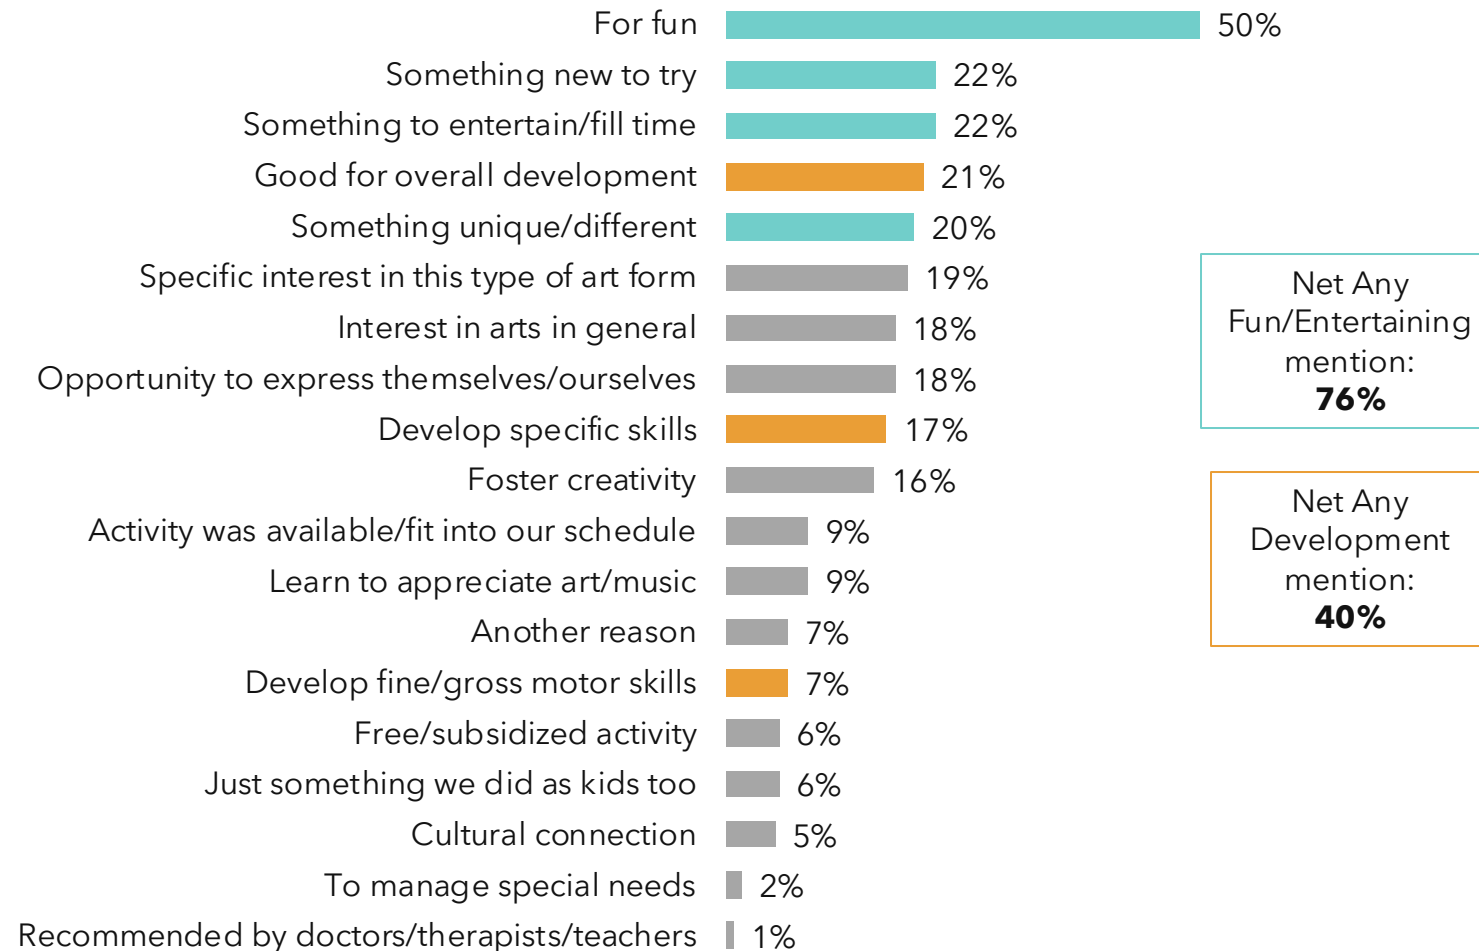 For fun 50%
Something new to try 22%
Something to entertain/fill time 22%
Good for overall development 21%
Something unique/different 20%
Specific interest in this type of art form 19%
Interest in arts in general 18%
Opportunity to express themselves/ourselves 18%
Develop specific skills 17%
Foster creativity 16%
Activity was available/fit into our schedule 9%
Learn to appreciate art/music 9%
Another reason 7%
Develop fine/gross motor skills 7%
Free/subsidized activity 6%
Just something we did as kids too 6%
Cultural connection 5%
To manage special needs 2%
Recommended by doctors/therapists/teachers 1%
Net Any
Fun/Entertaining
mention:
76%
Net Any
Development
mention:
40%